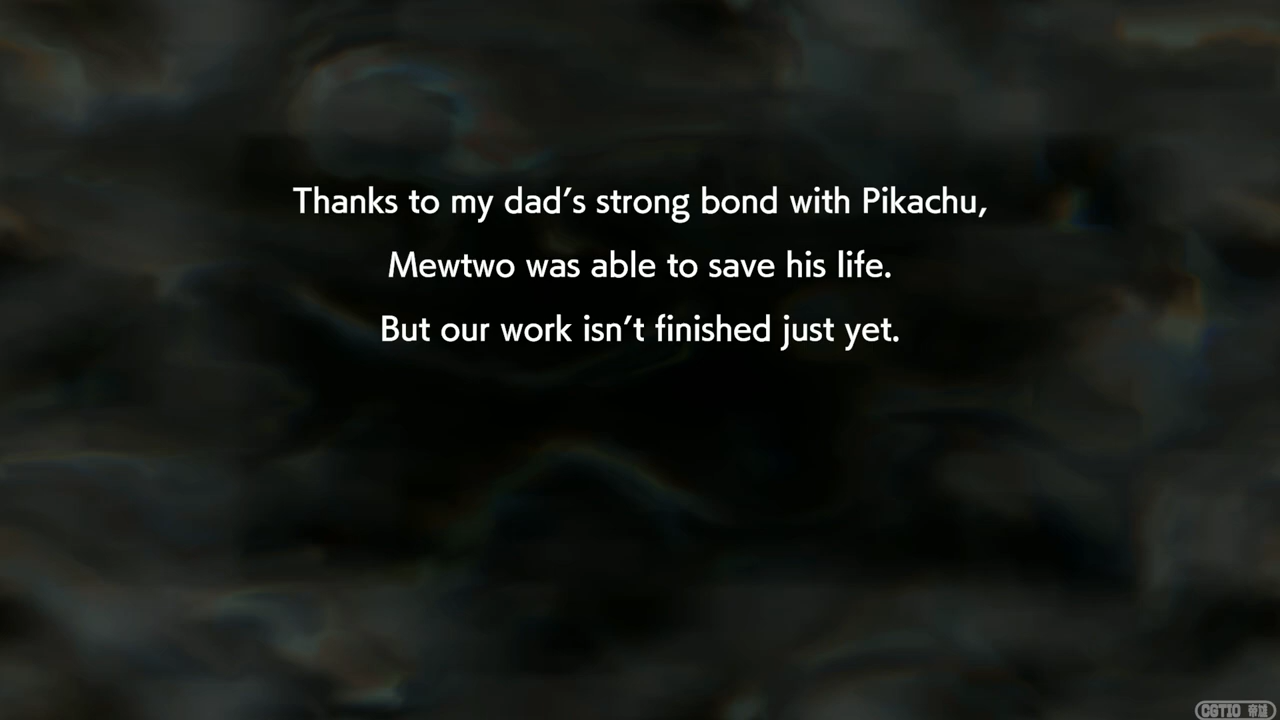 Thanks to my dad’s strong bond with Pikachu,
Mewtwo was able to save his life.
But our work isn’t finished just yet.
CGTIO